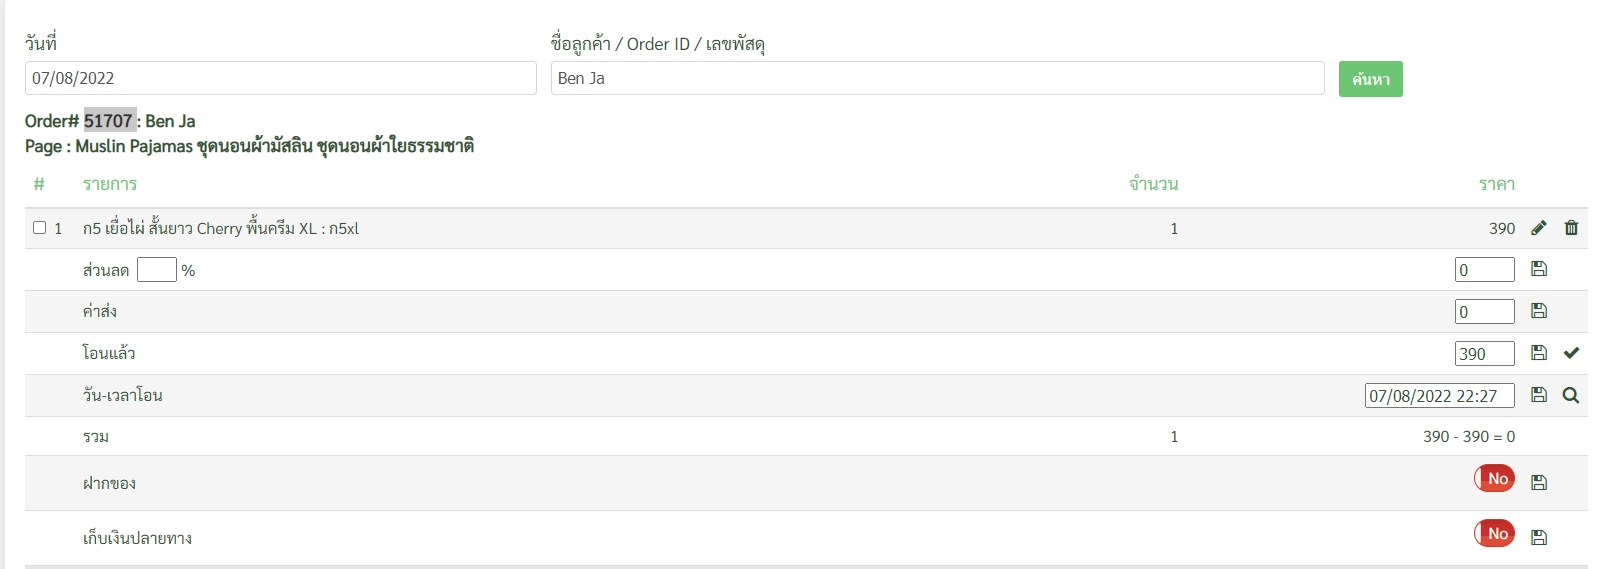 วันที่ ชื่อลูกค้า / Order ID / เลขพัสดุ
07/08/2022 Ben Ja ค้นหา
Order# 51707 : Ben Ja
Page : Muslin Pajamas ชุดนอนผ้ามัสลิน ชุดนอนผ้าใยธรรมชาติ
# รายการ จำนวน ราคา
1 ก5 เยื่อไผ่ สั้นยาว Cherry พื้นครีม XL : ก5xl 1 390
ส่วนลด % 0
ค่าส่ง 0
โอนแล้ว 390
วัน-เวลาโอน 07/08/2022 22:27
รวม 1 390 - 390 = 0
ฝากของ No
เก็บเงินปลายทาง No